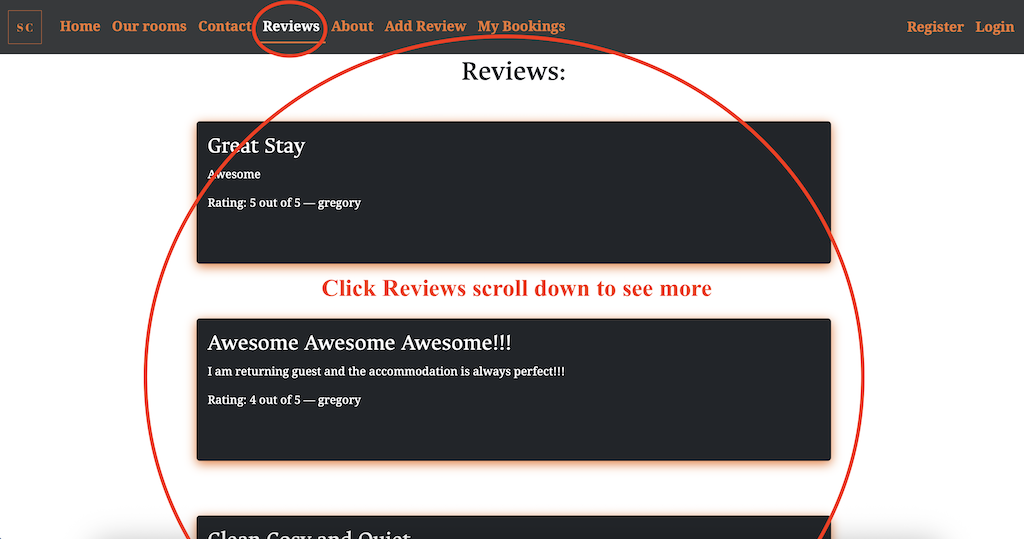 SC Home Our rooms Contact Reviews About Add Review My Bookings Register Login
Reviews:
Great Stay
Awesome
Rating: 5 out of 5 — gregory
Click Reviews scroll down to see more
Awesome Awesome Awesome!!!
I am returning guest and the accommodation is always perfect!!!
Rating: 4 out of 5 — gregory
Clean Cosy and Quiet